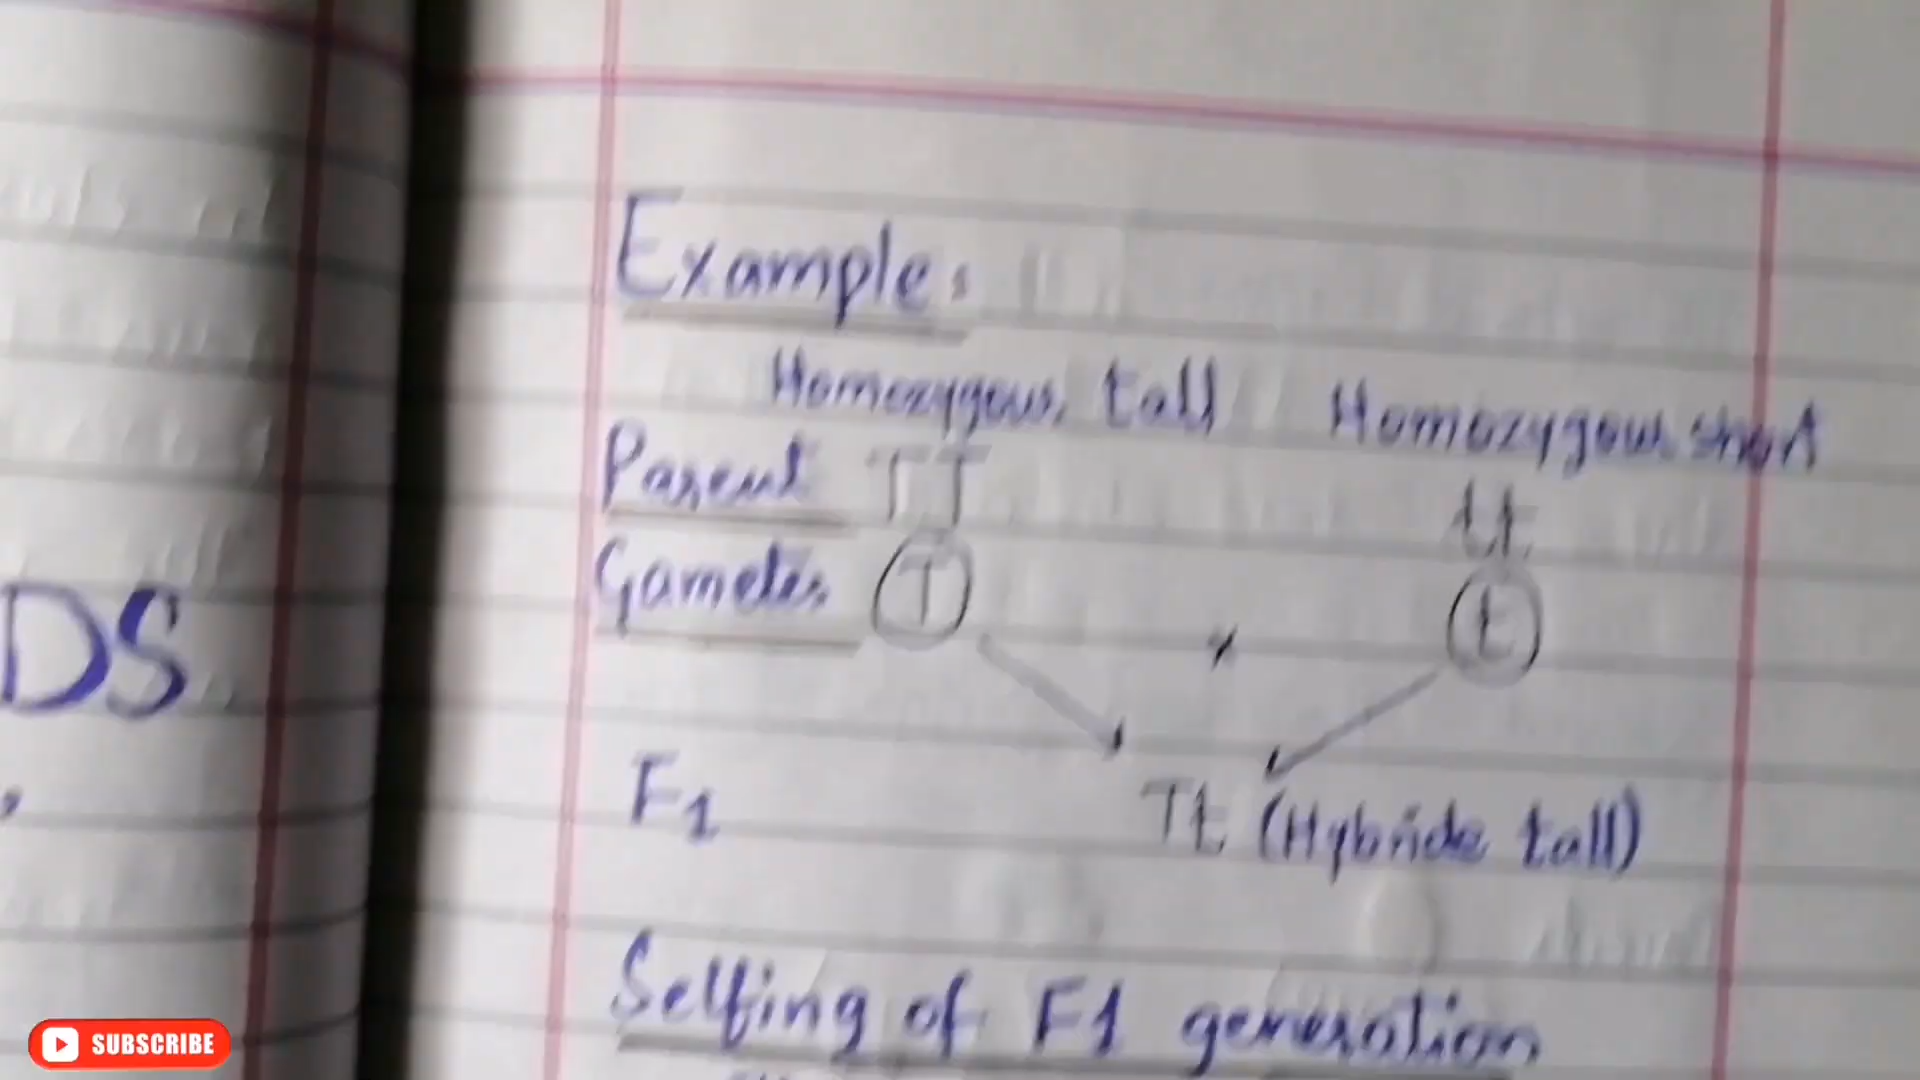 DS
Example:
Homozygous tall Homozygous short
Parent TT tt
Gametes T x t
F1 Tt (Hybride tall)
Selfing of F1 generation
SUBSCRIBE